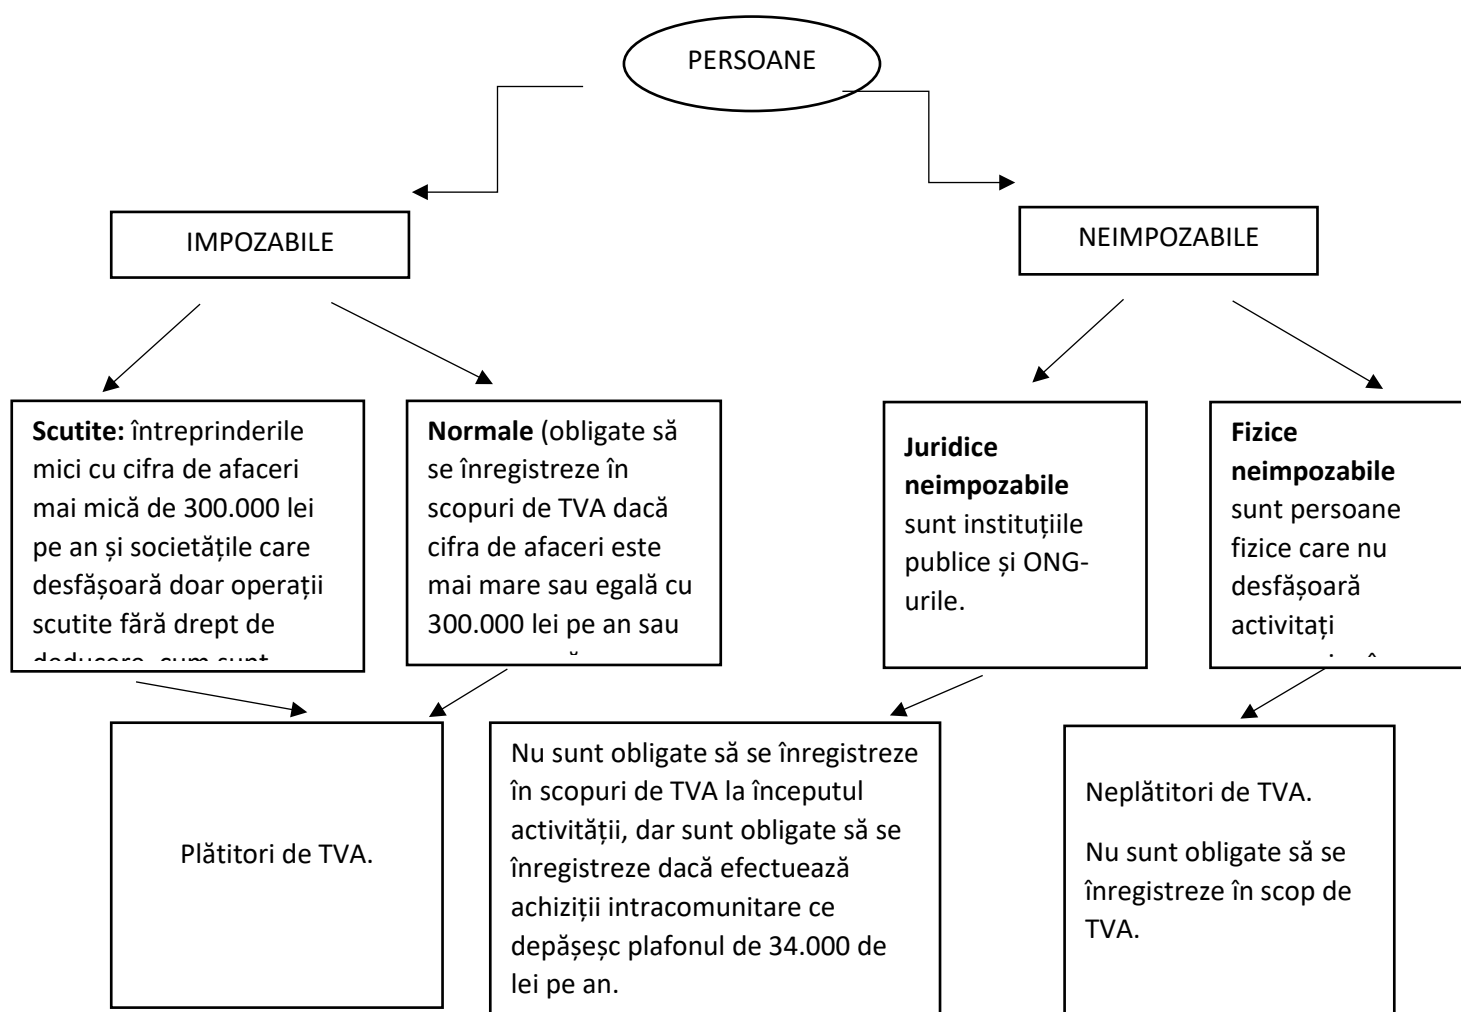 PERSOANE
IMPOZABILE
NEIMPOZABILE
Scutite: întreprinderile
mici cu cifra de afaceri
mai mică de 300.000 lei
pe an și societățile care
desfășoară doar operații
scutite fără drept de
deducere, cum sunt
Normale (obligate să
se înregistreze în
scopuri de TVA dacă
cifra de afaceri este
mai mare sau egală cu
300.000 lei pe an sau
Juridice
neimpozabile
sunt instituțiile
publice și ONG-
urile.
Fizice
neimpozabile
sunt persoane
fizice care nu
desfășoară
activitați
Plătitori de TVA.
Nu sunt obligate să se înregistreze
în scopuri de TVA la începutul
activității, dar sunt obligate să se
înregistreze dacă efectuează
achiziții intracomunitare ce
depășesc plafonul de 34.000 de
lei pe an.
Neplătitori de TVA.
Nu sunt obligate să se
înregistreze în scop de
TVA.